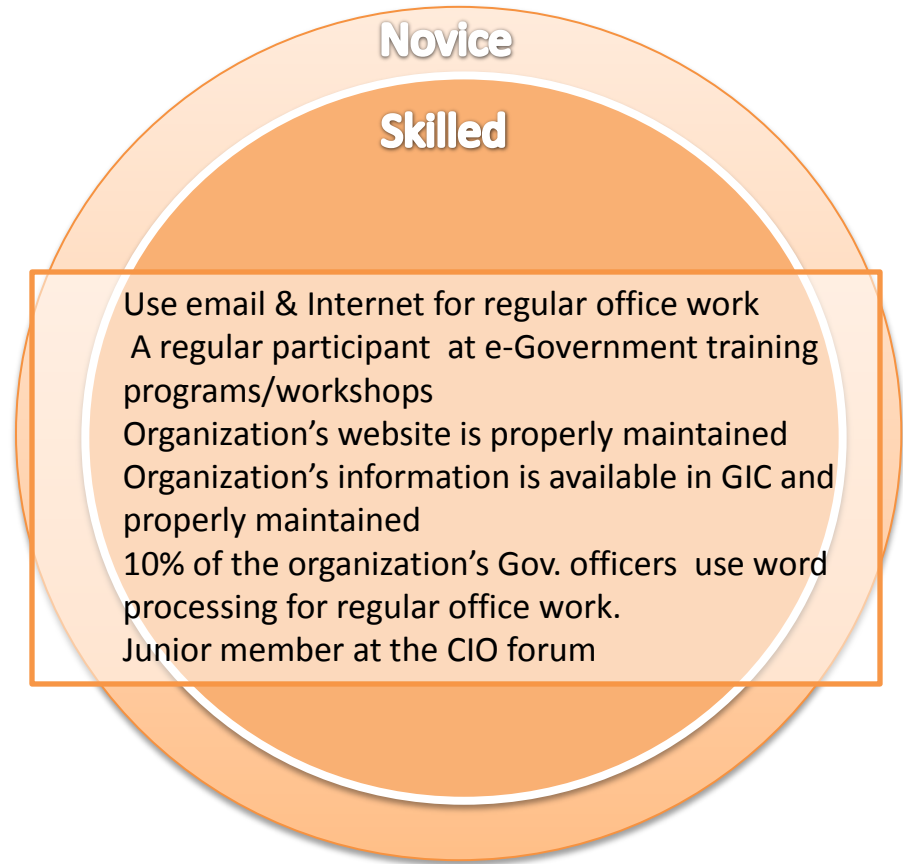 Novice
Skilled
Use email & Internet for regular office work
A regular participant at e-Government training
programs/workshops
Organization's website is properly maintained
Organization's information is available in GIC and
properly maintained
10% of the organization's Gov. officers use word
processing for regular office work.
Junior member at the CIO forum